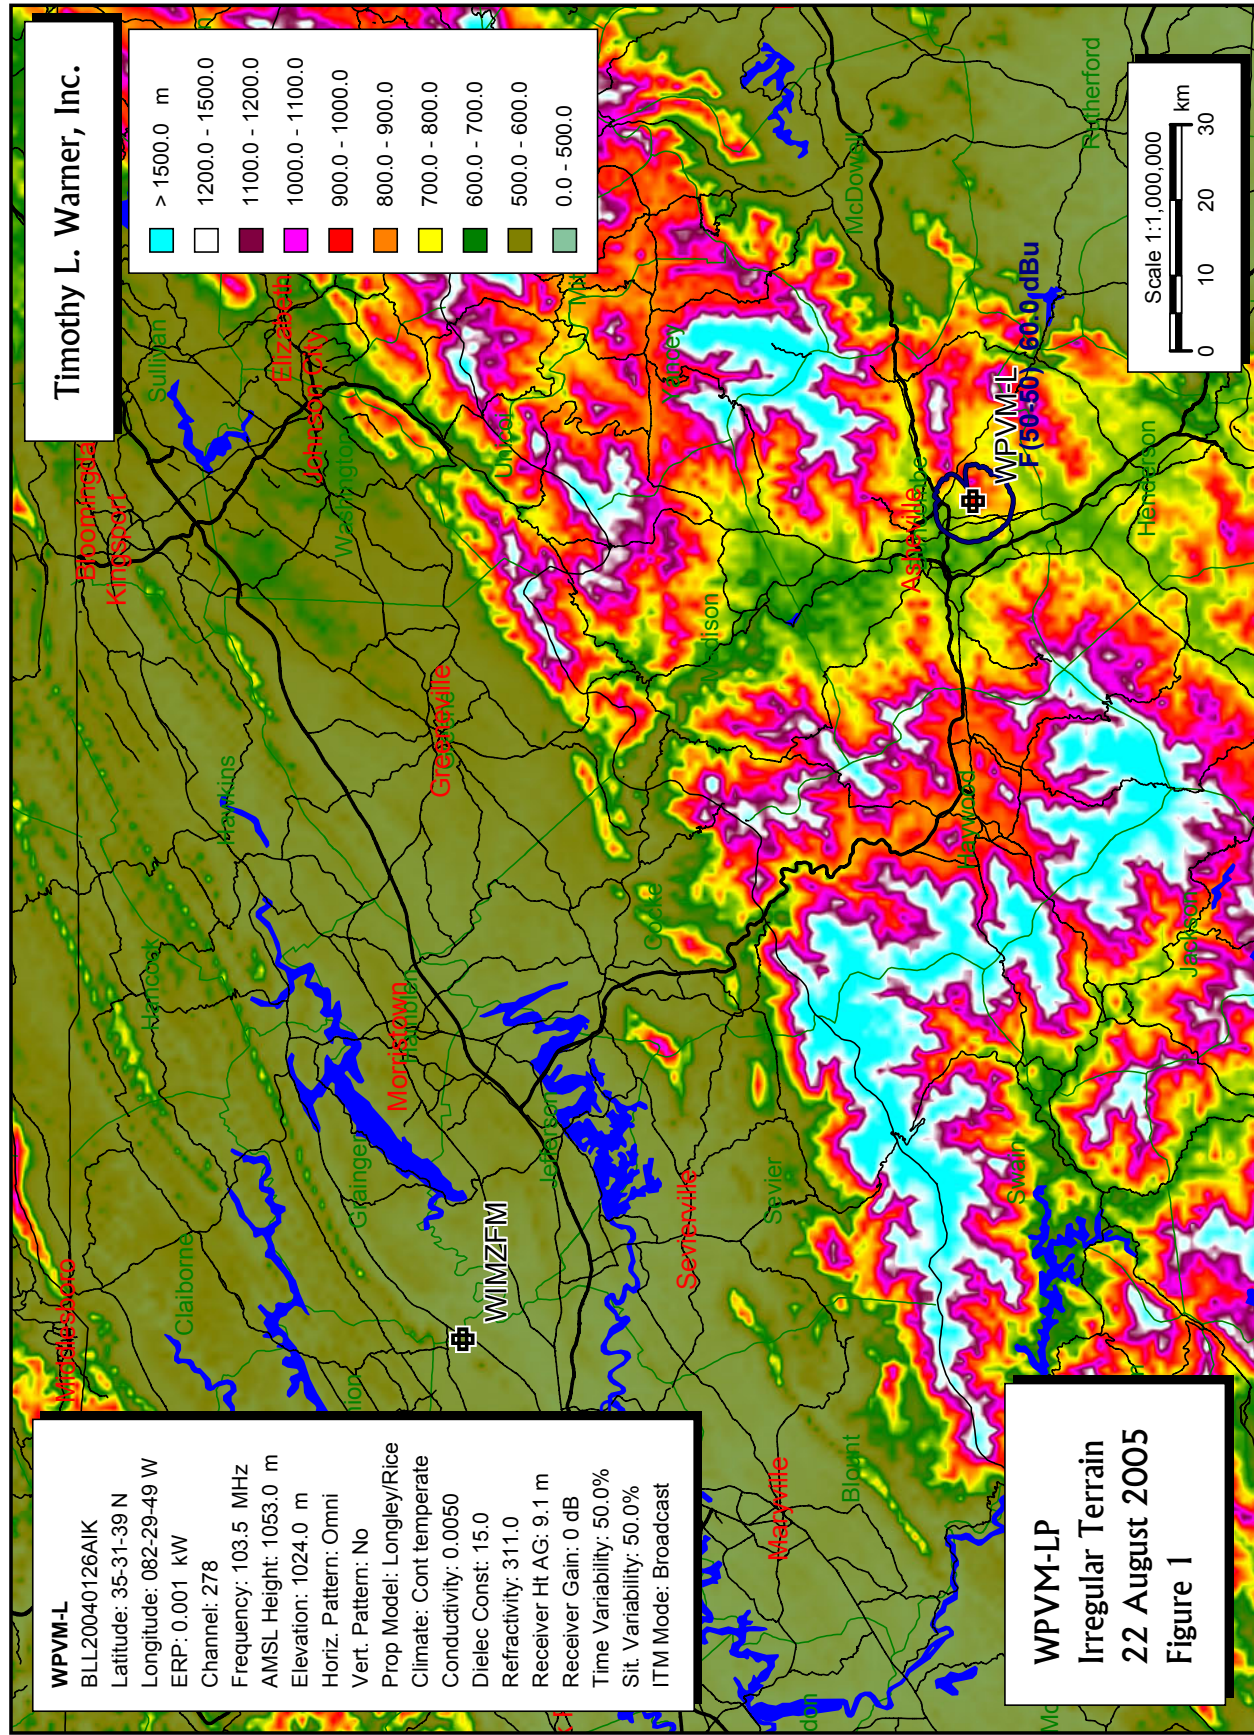 Timothy L. Warner, Inc.
> 1500.0 m
1200.0 - 1500.0
1100.0 - 1200.0
1000.0 - 1100.0
900.0 - 1000.0
800.0 - 900.0
700.0 - 800.0
600.0 - 700.0
500.0 - 600.0
0.0 - 500.0
WPVM-L
BLL20040126AIK
Latitude: 35-31-39 N
Longitude: 082-29-49 W
ERP: 0.001 kW
Channel: 278
Frequency: 103.5 MHz
AMSL Height: 1053.0 m
Elevation: 1024.0 m
Horiz. Pattern: Omni
Vert. Pattern: No
Prop Model: Longley/Rice
Climate: Cont temperate
Conductivity: 0.0050
Dielec Const: 15.0
Refractivity: 311.0
Receiver Ht AG: 9.1 m
Receiver Gain: 0 dB
Time Variability: 50.0%
Sit. Variability: 50.0%
ITM Mode: Broadcast
Middlesboro
Claiborne
Hancock
Hawkins
Bloomingda
Kingsport
Sullivan
Elizabeth
Johnson City
Washington
Unicoi
Grainger
Morristown
Hamblen
Greeneville
WIMZFM
Jefferson
Cocke
Madison
Yancey
McDowell
Sevierville
Sevier
Maryville
Blount
Swain
Haywood
Jackson
Asheville
WPVM-L
F(50-50) 60.0 dBu
Henderson
Rutherford
Scale 1:1,000,000
0 10 20 30 km
WPVM-LP
Irregular Terrain
22 August 2005
Figure 1